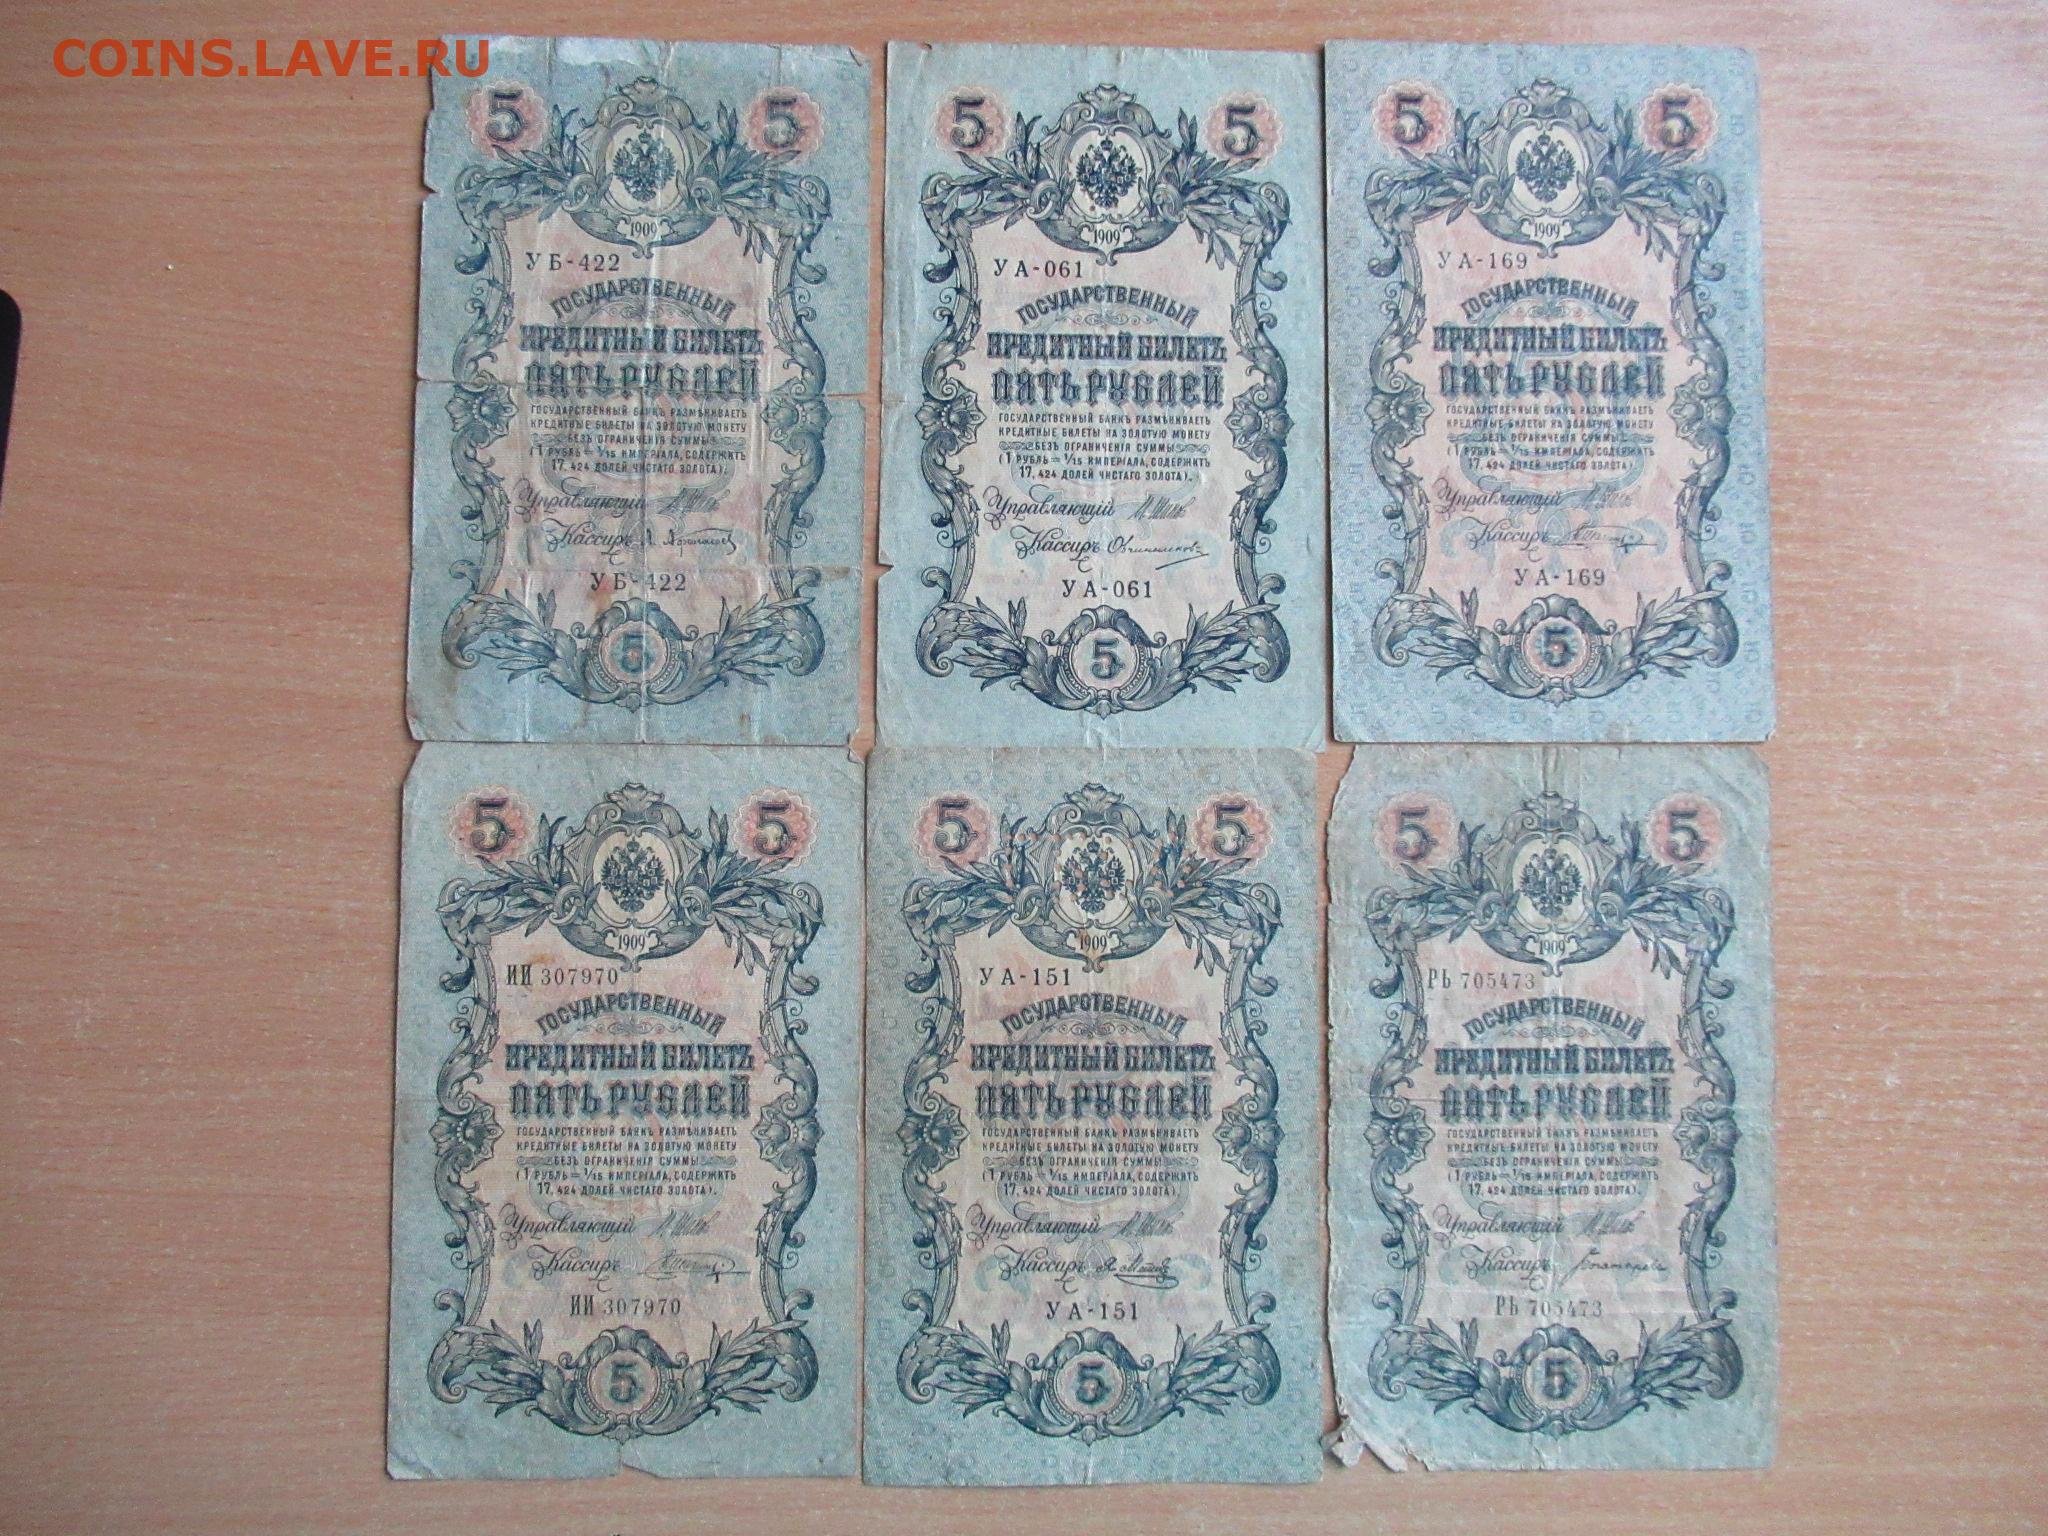 COINS.LAVE.RU
5 5
1909
УБ-422
ГОСУДАРСТВЕННЫЙ
КРЕДИТНЫЙ БИЛЕТЪ
ПЯТЬ РУБЛЕЙ
ГОСУДАРСТВЕННЫЙ БАНКЪ РАЗМѢНИВАЕТЪ
КРЕДИТНЫЕ БИЛЕТЫ НА ЗОЛОТУЮ МОНЕТУ
БЕЗЪ ОГРАНИЧЕНІЯ СУММЫ
(1 РУБЛЬ = 1/15 ИМПЕРІАЛА, СОДЕРЖИТЪ
17,424 ДОЛЕЙ ЧИСТАГО ЗОЛОТА).
Управляющій
Кассиръ
УБ-422
5
5 5
1909
УА-061
ГОСУДАРСТВЕННЫЙ
КРЕДИТНЫЙ БИЛЕТЪ
ПЯТЬ РУБЛЕЙ
ГОСУДАРСТВЕННЫЙ БАНКЪ РАЗМѢНИВАЕТЪ
КРЕДИТНЫЕ БИЛЕТЫ НА ЗОЛОТУЮ МОНЕТУ
БЕЗЪ ОГРАНИЧЕНІЯ СУММЫ
(1 РУБЛЬ = 1/15 ИМПЕРІАЛА, СОДЕРЖИТЪ
17,424 ДОЛЕЙ ЧИСТАГО ЗОЛОТА).
Управляющій
Кассиръ Овчинников
УА-061
5
5 5
1909
УА-169
ГОСУДАРСТВЕННЫЙ
КРЕДИТНЫЙ БИЛЕТЪ
ПЯТЬ РУБЛЕЙ
ГОСУДАРСТВЕННЫЙ БАНКЪ РАЗМѢНИВАЕТЪ
КРЕДИТНЫЕ БИЛЕТЫ НА ЗОЛОТУЮ МОНЕТУ
БЕЗЪ ОГРАНИЧЕНІЯ СУММЫ
(1 РУБЛЬ = 1/15 ИМПЕРІАЛА, СОДЕРЖИТЪ
17,424 ДОЛЕЙ ЧИСТАГО ЗОЛОТА).
Управляющій
Кассиръ
УА-169
5
5 5
1909
ИИ 307970
ГОСУДАРСТВЕННЫЙ
КРЕДИТНЫЙ БИЛЕТЪ
ПЯТЬ РУБЛЕЙ
ГОСУДАРСТВЕННЫЙ БАНКЪ РАЗМѢНИВАЕТЪ
КРЕДИТНЫЕ БИЛЕТЫ НА ЗОЛОТУЮ МОНЕТУ
БЕЗЪ ОГРАНИЧЕНІЯ СУММЫ
(1 РУБЛЬ = 1/15 ИМПЕРІАЛА, СОДЕРЖИТЪ
17,424 ДОЛЕЙ ЧИСТАГО ЗОЛОТА).
Управляющій
Кассиръ
ИИ 307970
5
5 5
1909
УА-151
ГОСУДАРСТВЕННЫЙ
КРЕДИТНЫЙ БИЛЕТЪ
ПЯТЬ РУБЛЕЙ
ГОСУДАРСТВЕННЫЙ БАНКЪ РАЗМѢНИВАЕТЪ
КРЕДИТНЫЕ БИЛЕТЫ НА ЗОЛОТУЮ МОНЕТУ
БЕЗЪ ОГРАНИЧЕНІЯ СУММЫ
(1 РУБЛЬ = 1/15 ИМПЕРІАЛА, СОДЕРЖИТЪ
17,424 ДОЛЕЙ ЧИСТАГО ЗОЛОТА).
Управляющій
Кассиръ
УА-151
5
5 5
1909
РЬ 705473
ГОСУДАРСТВЕННЫЙ
КРЕДИТНЫЙ БИЛЕТЪ
ПЯТЬ РУБЛЕЙ
ГОСУДАРСТВЕННЫЙ БАНКЪ РАЗМѢНИВАЕТЪ
КРЕДИТНЫЕ БИЛЕТЫ НА ЗОЛОТУЮ МОНЕТУ
БЕЗЪ ОГРАНИЧЕНІЯ СУММЫ
(1 РУБЛЬ = 1/15 ИМПЕРІАЛА, СОДЕРЖИТЪ
17,424 ДОЛЕЙ ЧИСТАГО ЗОЛОТА).
Управляющій
Кассиръ
РЬ 705473
5